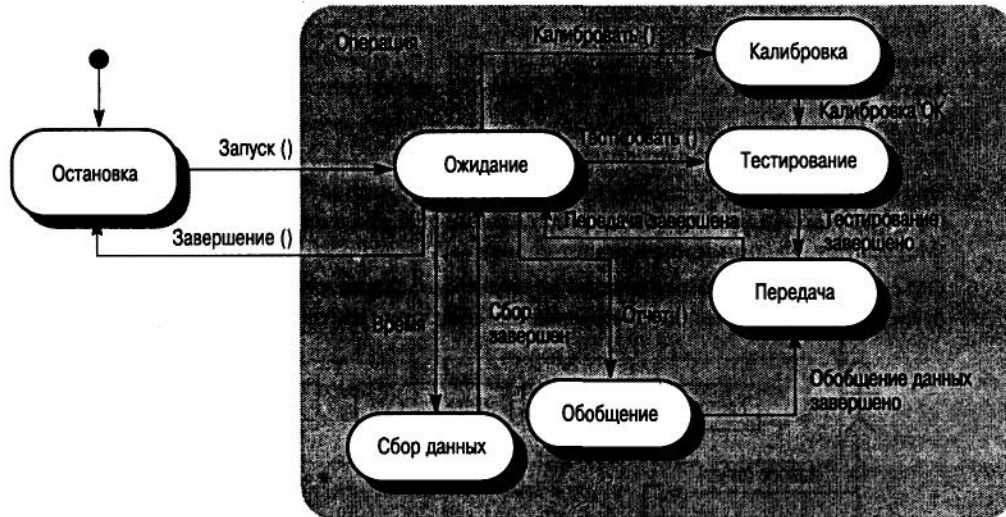 Операция
Калибровать ()
Калибровка
Калибровка ОК
Запуск ()
Остановка
Ожидание
Тестировать ()
Тестирование
Завершение ()
Передача завершена
Тестирование
завершено
Передача
Время
Сбор
завершен
Отчет ()
Обобщение данных
завершено
Обобщение
Сбор данных